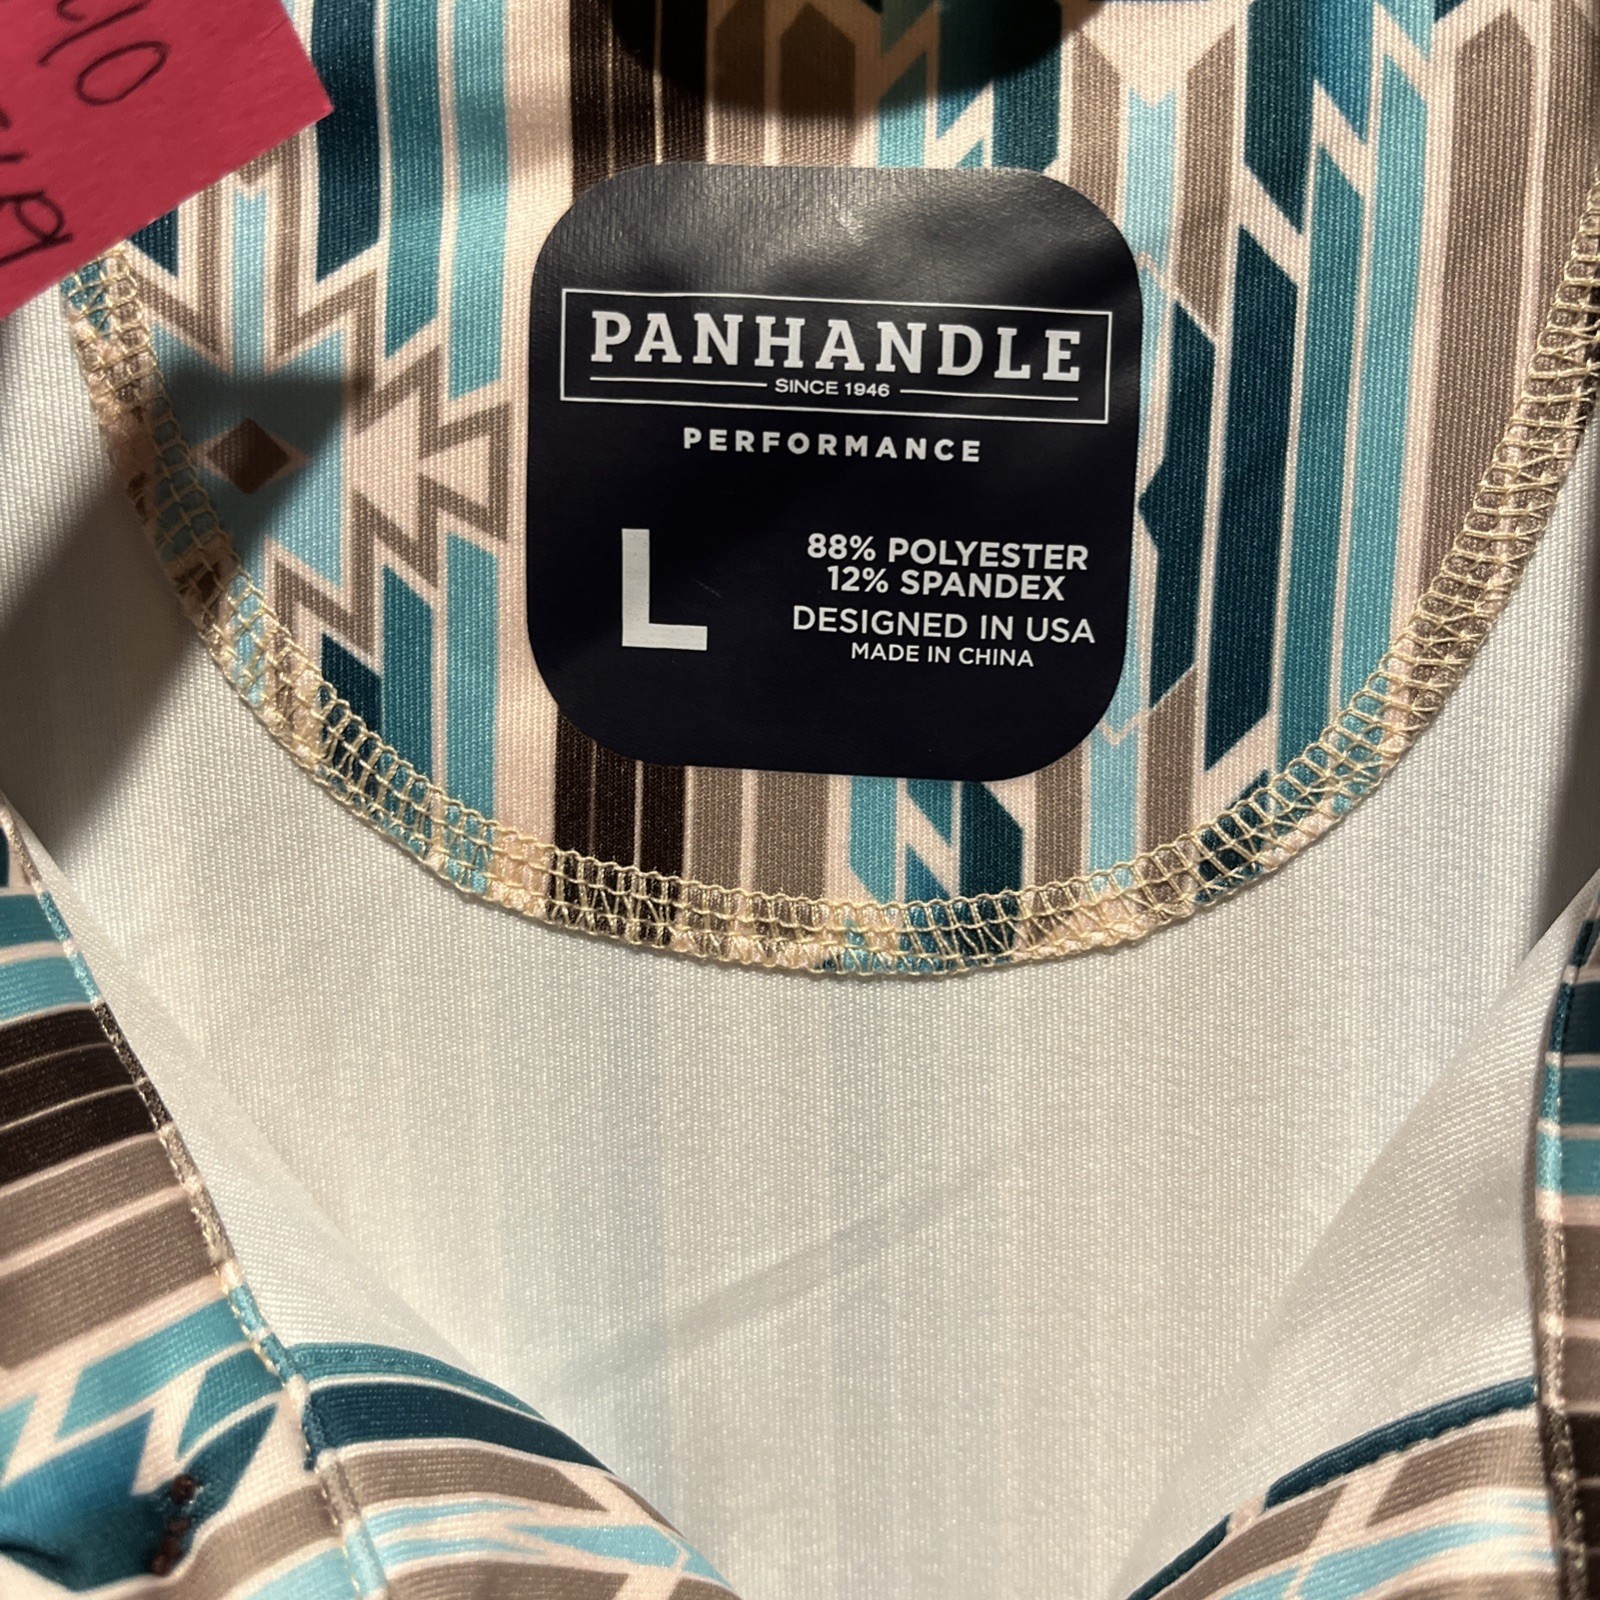 PANHANDLE
SINCE 1946
PERFORMANCE
L
88% POLYESTER
12% SPANDEX
DESIGNED IN USA
MADE IN CHINA